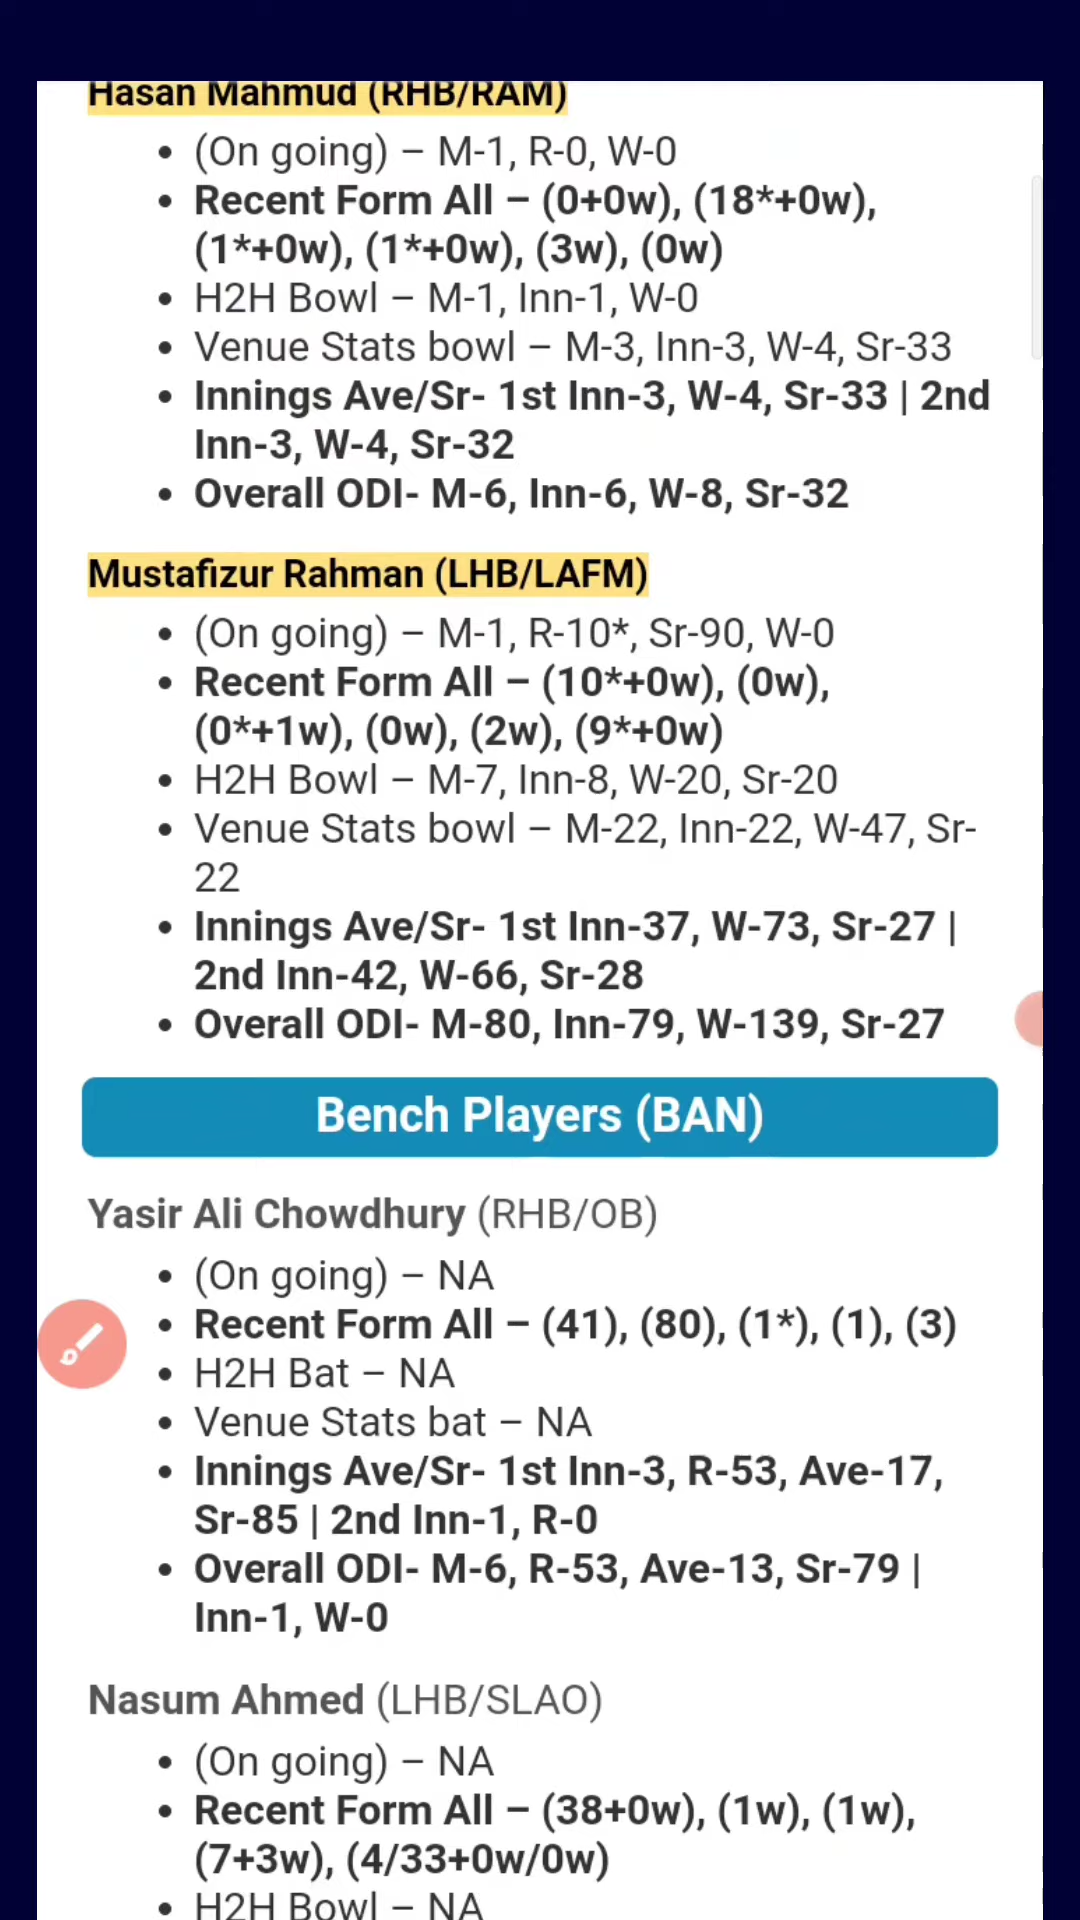 Hasan Mahmud (RHB/RAM)
• (On going) – M-1, R-0, W-0
• Recent Form All – (0+0w), (18*+0w),
(1*+0w), (1*+0w), (3w), (0w)
• H2H Bowl – M-1, Inn-1, W-0
• Venue Stats bowl – M-3, Inn-3, W-4, Sr-33
• Innings Ave/Sr- 1st Inn-3, W-4, Sr-33 | 2nd
Inn-3, W-4, Sr-32
• Overall ODI- M-6, Inn-6, W-8, Sr-32
Mustafizur Rahman (LHB/LAFM)
• (On going) – M-1, R-10*, Sr-90, W-0
• Recent Form All – (10*+0w), (0w),
(0*+1w), (0w), (2w), (9*+0w)
• H2H Bowl – M-7, Inn-8, W-20, Sr-20
• Venue Stats bowl – M-22, Inn-22, W-47, Sr-
22
• Innings Ave/Sr- 1st Inn-37, W-73, Sr-27 |
2nd Inn-42, W-66, Sr-28
• Overall ODI- M-80, Inn-79, W-139, Sr-27
Bench Players (BAN)
Yasir Ali Chowdhury (RHB/OB)
• (On going) – NA
• Recent Form All – (41), (80), (1*), (1), (3)
• H2H Bat – NA
• Venue Stats bat – NA
• Innings Ave/Sr- 1st Inn-3, R-53, Ave-17,
Sr-85 | 2nd Inn-1, R-0
• Overall ODI- M-6, R-53, Ave-13, Sr-79 |
Inn-1, W-0
Nasum Ahmed (LHB/SLAO)
• (On going) – NA
• Recent Form All – (38+0w), (1w), (1w),
(7+3w), (4/33+0w/0w)
• H2H Bowl – NA